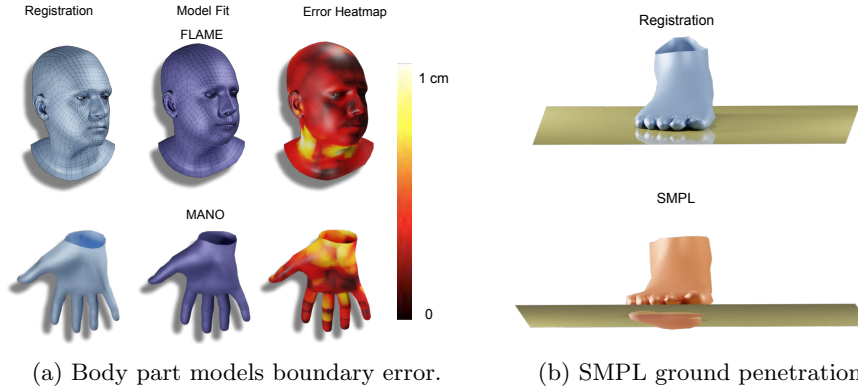 Registration
Model Fit
Error Heatmap
FLAME
1 cm
MANO
0
(a) Body part models boundary error.
Registration
SMPL
(b) SMPL ground penetration